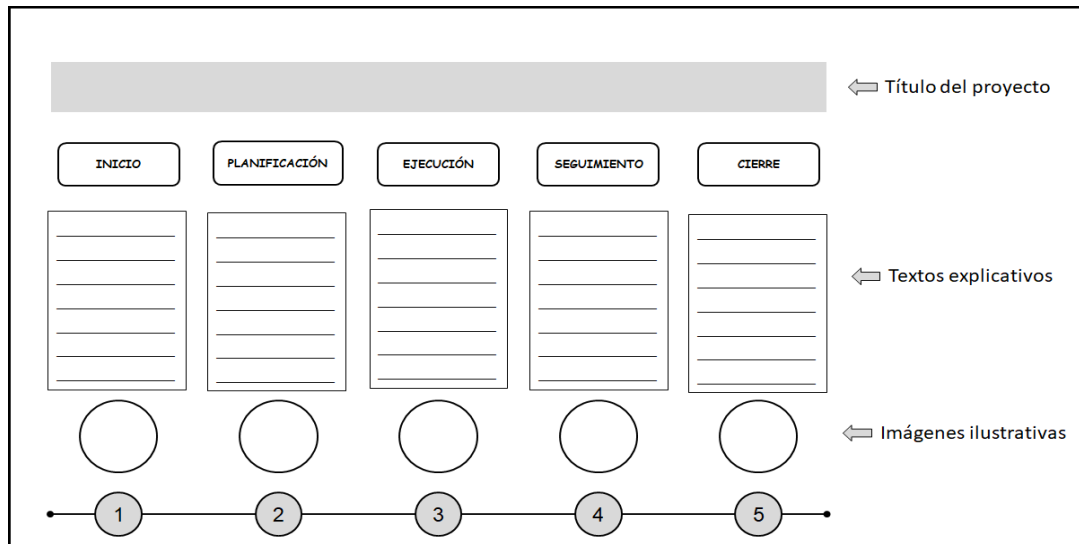 Título del proyecto
INICIO
PLANIFICACIÓN
EJECUCIÓN
SEGUIMIENTO
CIERRE
Textos explicativos
Imágenes ilustrativas
1
2
3
4
5